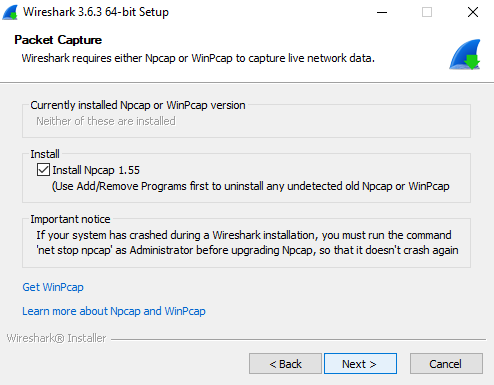 Wireshark 3.6.3 64-bit Setup
Packet Capture
Wireshark requires either Npcap or WinPcap to capture live network data.
Currently installed Npcap or WinPcap version
Neither of these are installed
Install
Install Npcap 1.55
(Use Add/Remove Programs first to uninstall any undetected old Npcap or WinPcap
Important notice
If your system has crashed during a Wireshark installation, you must run the command
'net stop npcap' as Administrator before upgrading Npcap, so that it doesn't crash again
Get WinPcap
Learn more about Npcap and WinPcap
Wireshark® Installer
< Back
Next >
Cancel